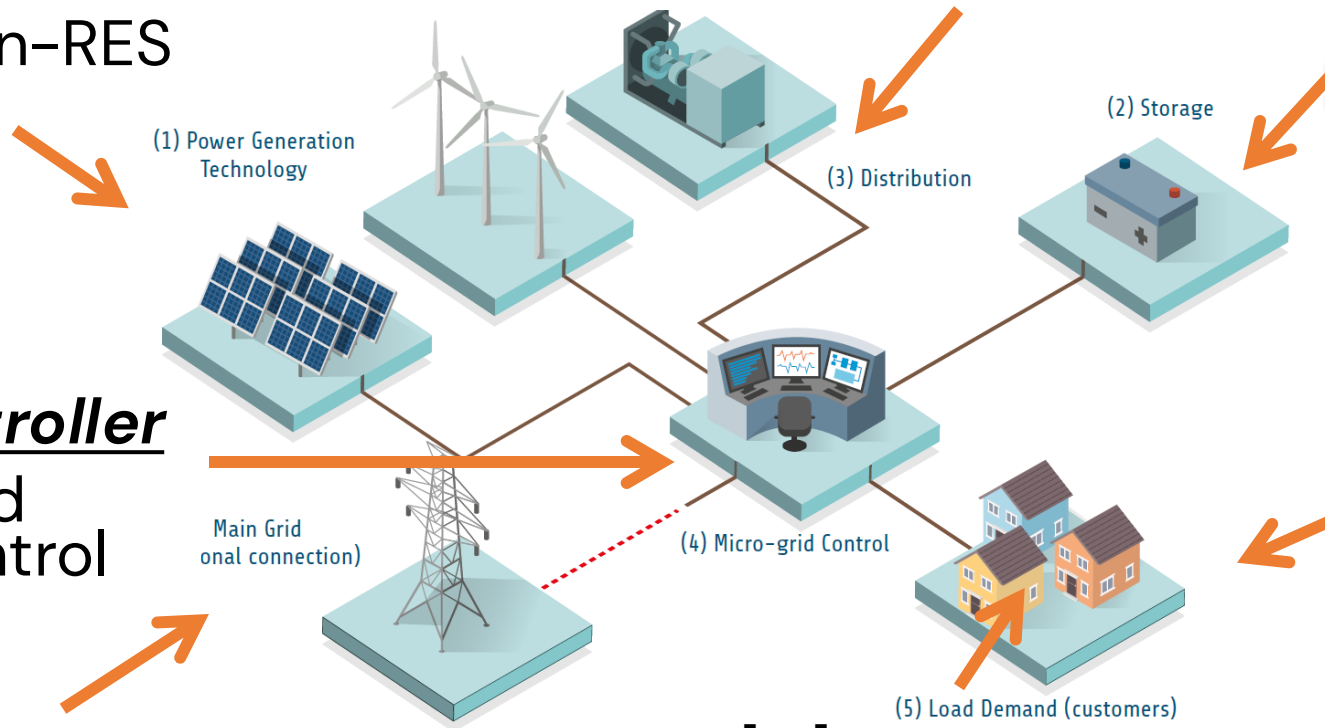 n-RES
(1) Power Generation
Technology
(2) Storage
(3) Distribution
troller
d
ntrol
Main Grid
onal connection)
(4) Micro-grid Control
(5) Load Demand (customers)